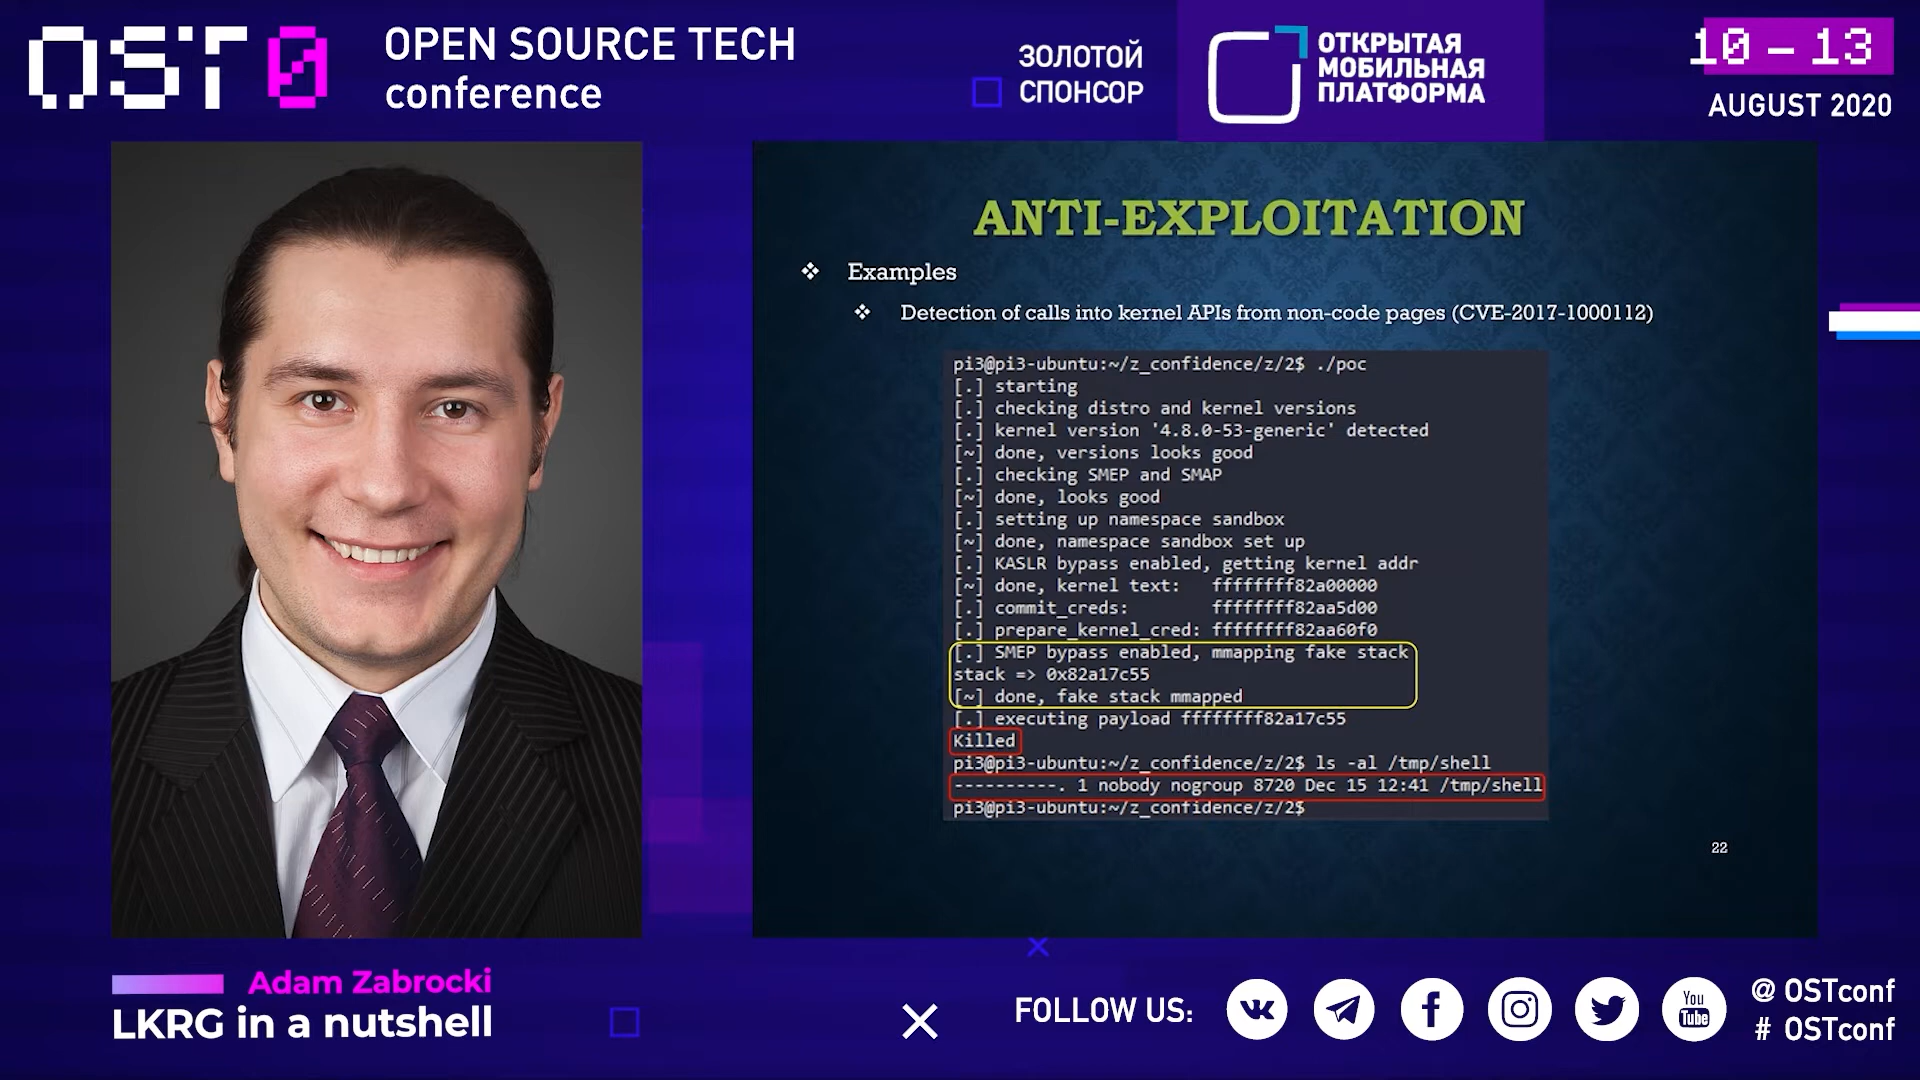 OST 0
OPEN SOURCE TECH
conference
ЗОЛОТОЙ
СПОНСОР
ОТКРЫТАЯ
МОБИЛЬНАЯ
ПЛАТФОРМА
10 – 13
AUGUST 2020
ANTI-EXPLOITATION
❖ Examples
❖ Detection of calls into kernel APIs from non-code pages (CVE-2017-1000112)
pi3@pi3-ubuntu:~/z_confidence/z/2$ ./poc
[.] starting
[.] checking distro and kernel versions
[.] kernel version '4.8.0-53-generic' detected
[~] done, versions looks good
[.] checking SMEP and SMAP
[~] done, looks good
[.] setting up namespace sandbox
[~] done, namespace sandbox set up
[.] KASLR bypass enabled, getting kernel addr
[~] done, kernel text: ffffffff82a00000
[.] commit_creds: ffffffff82aa5d00
[.] prepare_kernel_cred: ffffffff82aa60f0
[.] SMEP bypass enabled, mmapping fake stack
stack => 0x82a17c55
[~] done, fake stack mmapped
[.] executing payload ffffffff82a17c55
Killed
pi3@pi3-ubuntu:~/z_confidence/z/2$ ls -al /tmp/shell
----------. 1 nobody nogroup 8720 Dec 15 12:41 /tmp/shell
pi3@pi3-ubuntu:~/z_confidence/z/2$
22
Adam Zabrocki
LKRG in a nutshell
FOLLOW US:
You
Tube
@ OSTconf
# OSTconf